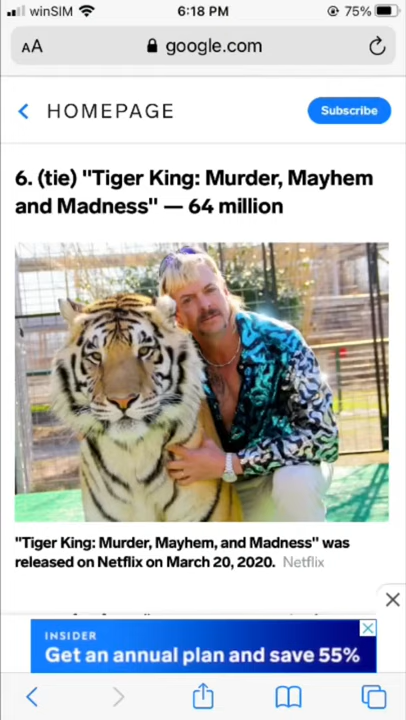 winSIM 6:18 PM 75%
AA google.com
HOMEPAGE Subscribe
6. (tie) "Tiger King: Murder, Mayhem
and Madness" — 64 million
"Tiger King: Murder, Mayhem, and Madness" was
released on Netflix on March 20, 2020. Netflix
INSIDER
Get an annual plan and save 55%